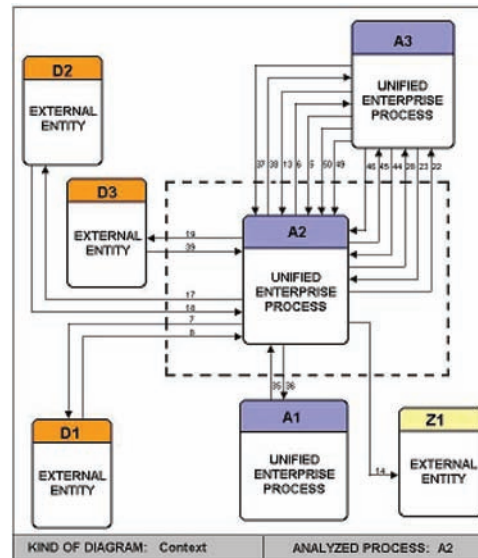 A3
UNIFIED
ENTERPRISE
PROCESS
D2
EXTERNAL
ENTITY
37 38 13 6 5 50 49 46 45 44 28 23 22
D3
EXTERNAL
ENTITY
19
39
A2
UNIFIED
ENTERPRISE
PROCESS
17
18
7
8
35 36
D1
EXTERNAL
ENTITY
A1
UNIFIED
ENTERPRISE
PROCESS
14
Z1
EXTERNAL
ENTITY
KIND OF DIAGRAM: Context
ANALYZED PROCESS: A2